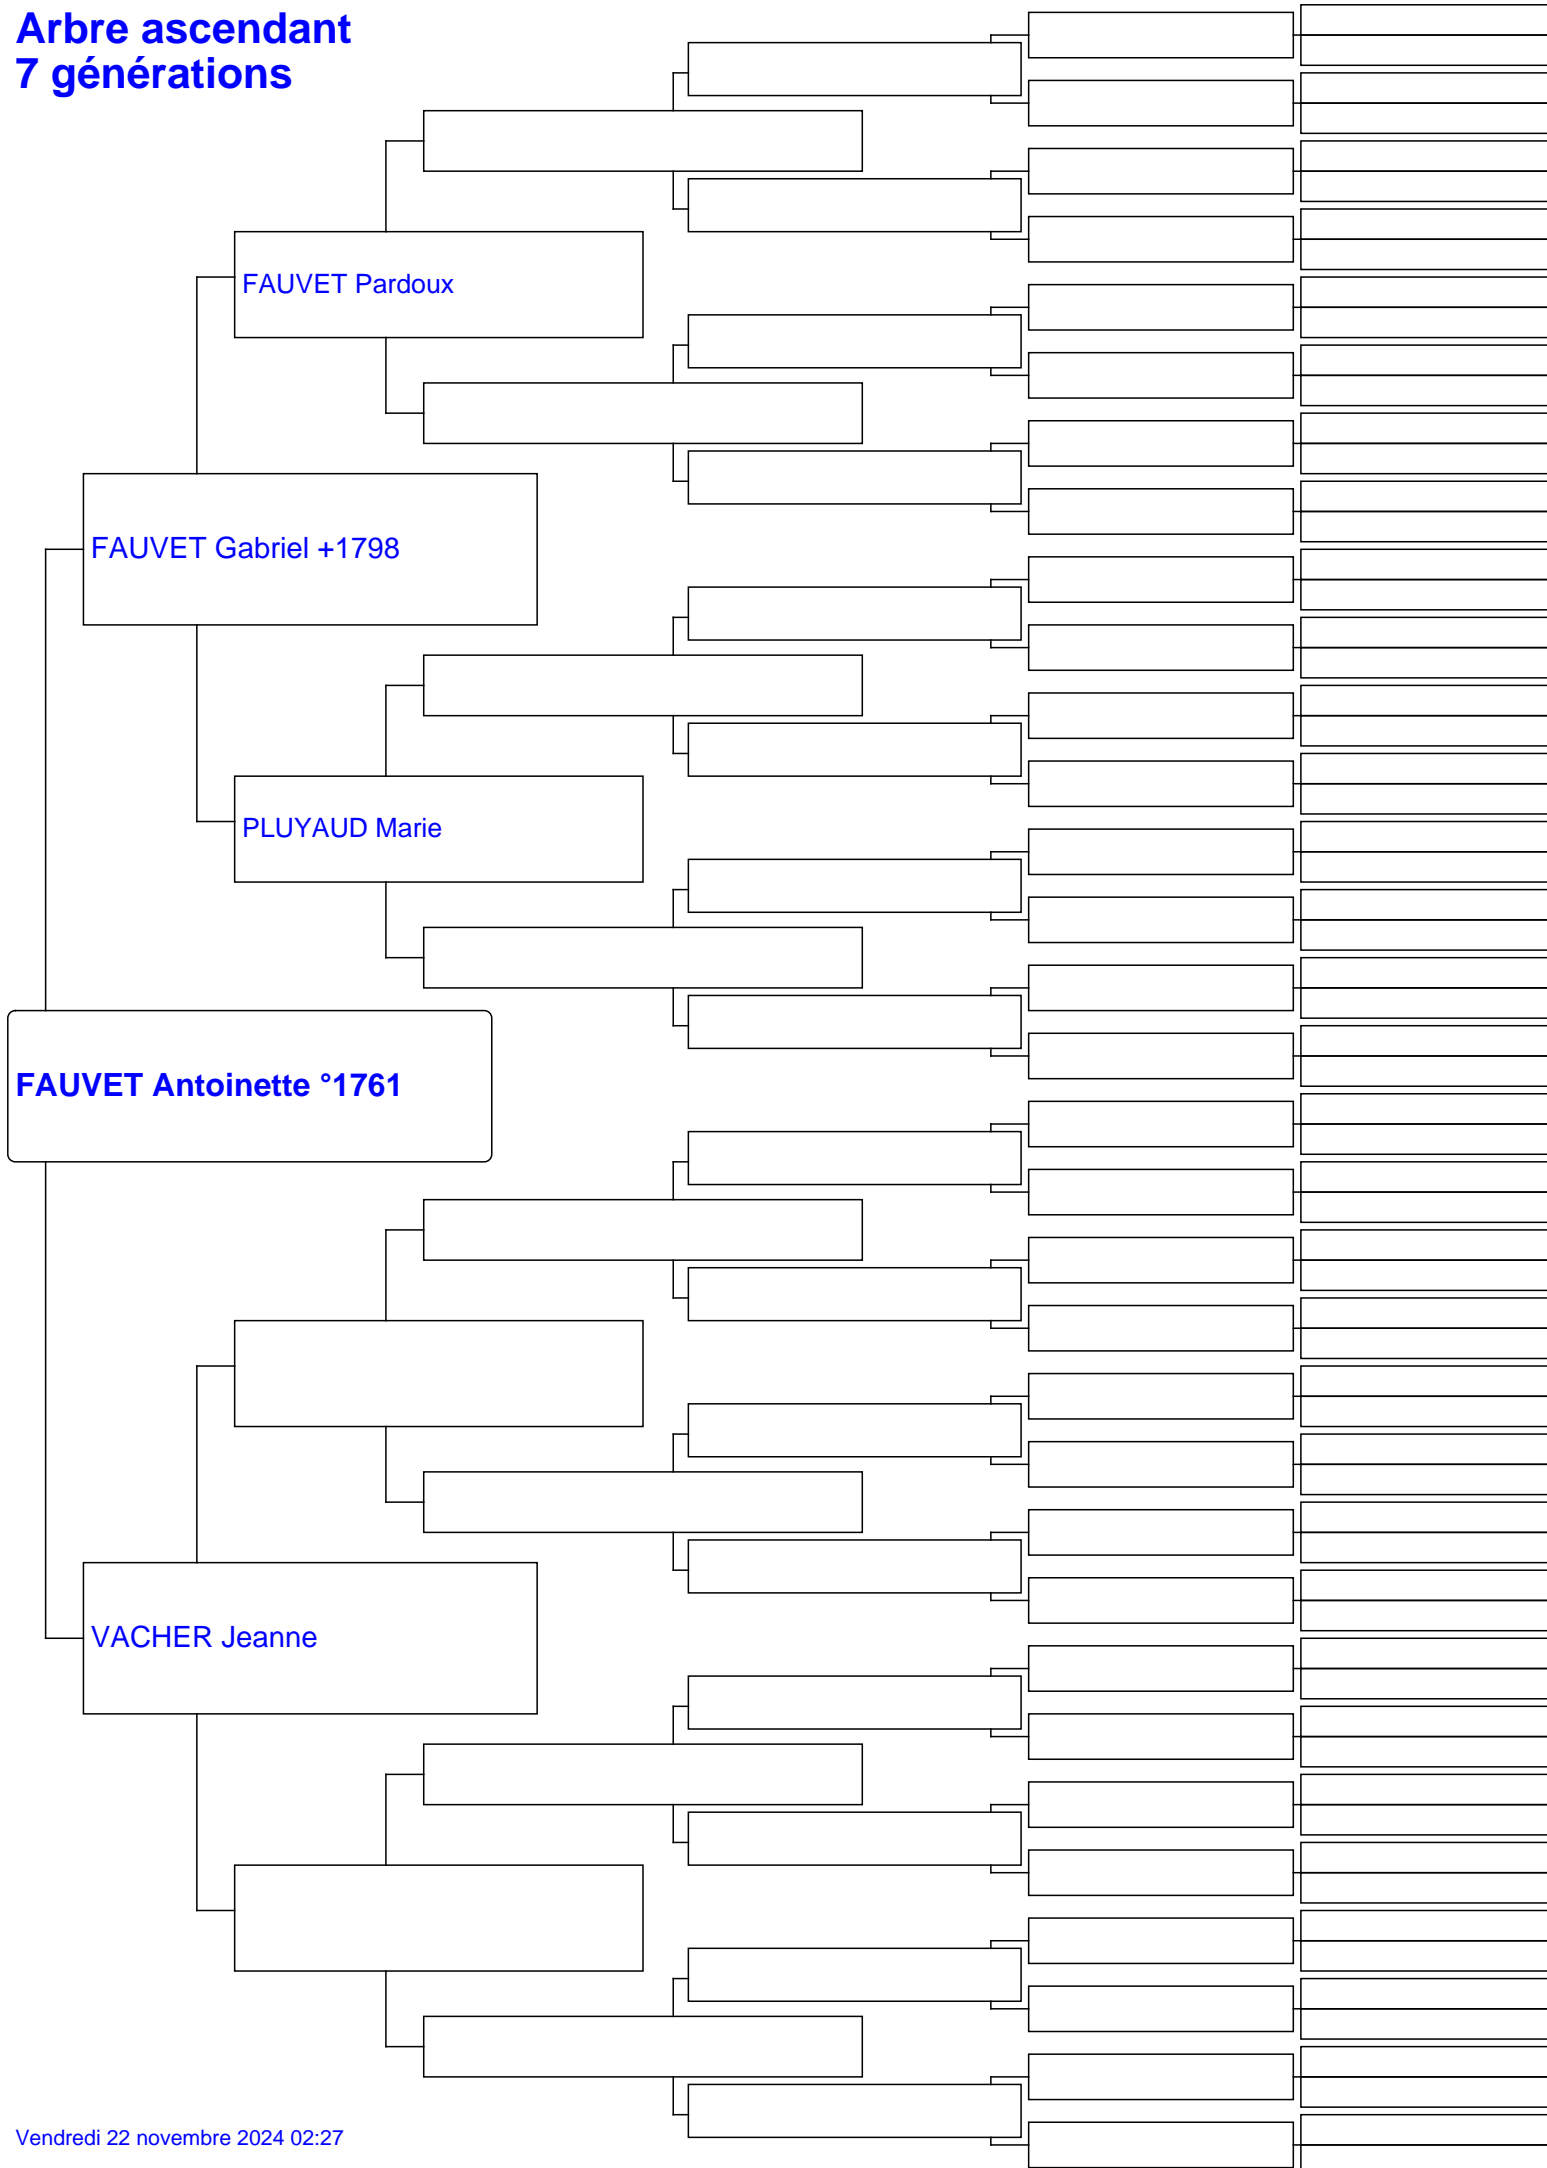 Arbre ascendant
7 générations
FAUVET Pardoux
FAUVET Gabriel +1798
PLUYAUD Marie
FAUVET Antoinette °1761
VACHER Jeanne
Vendredi 22 novembre 2024 02:27